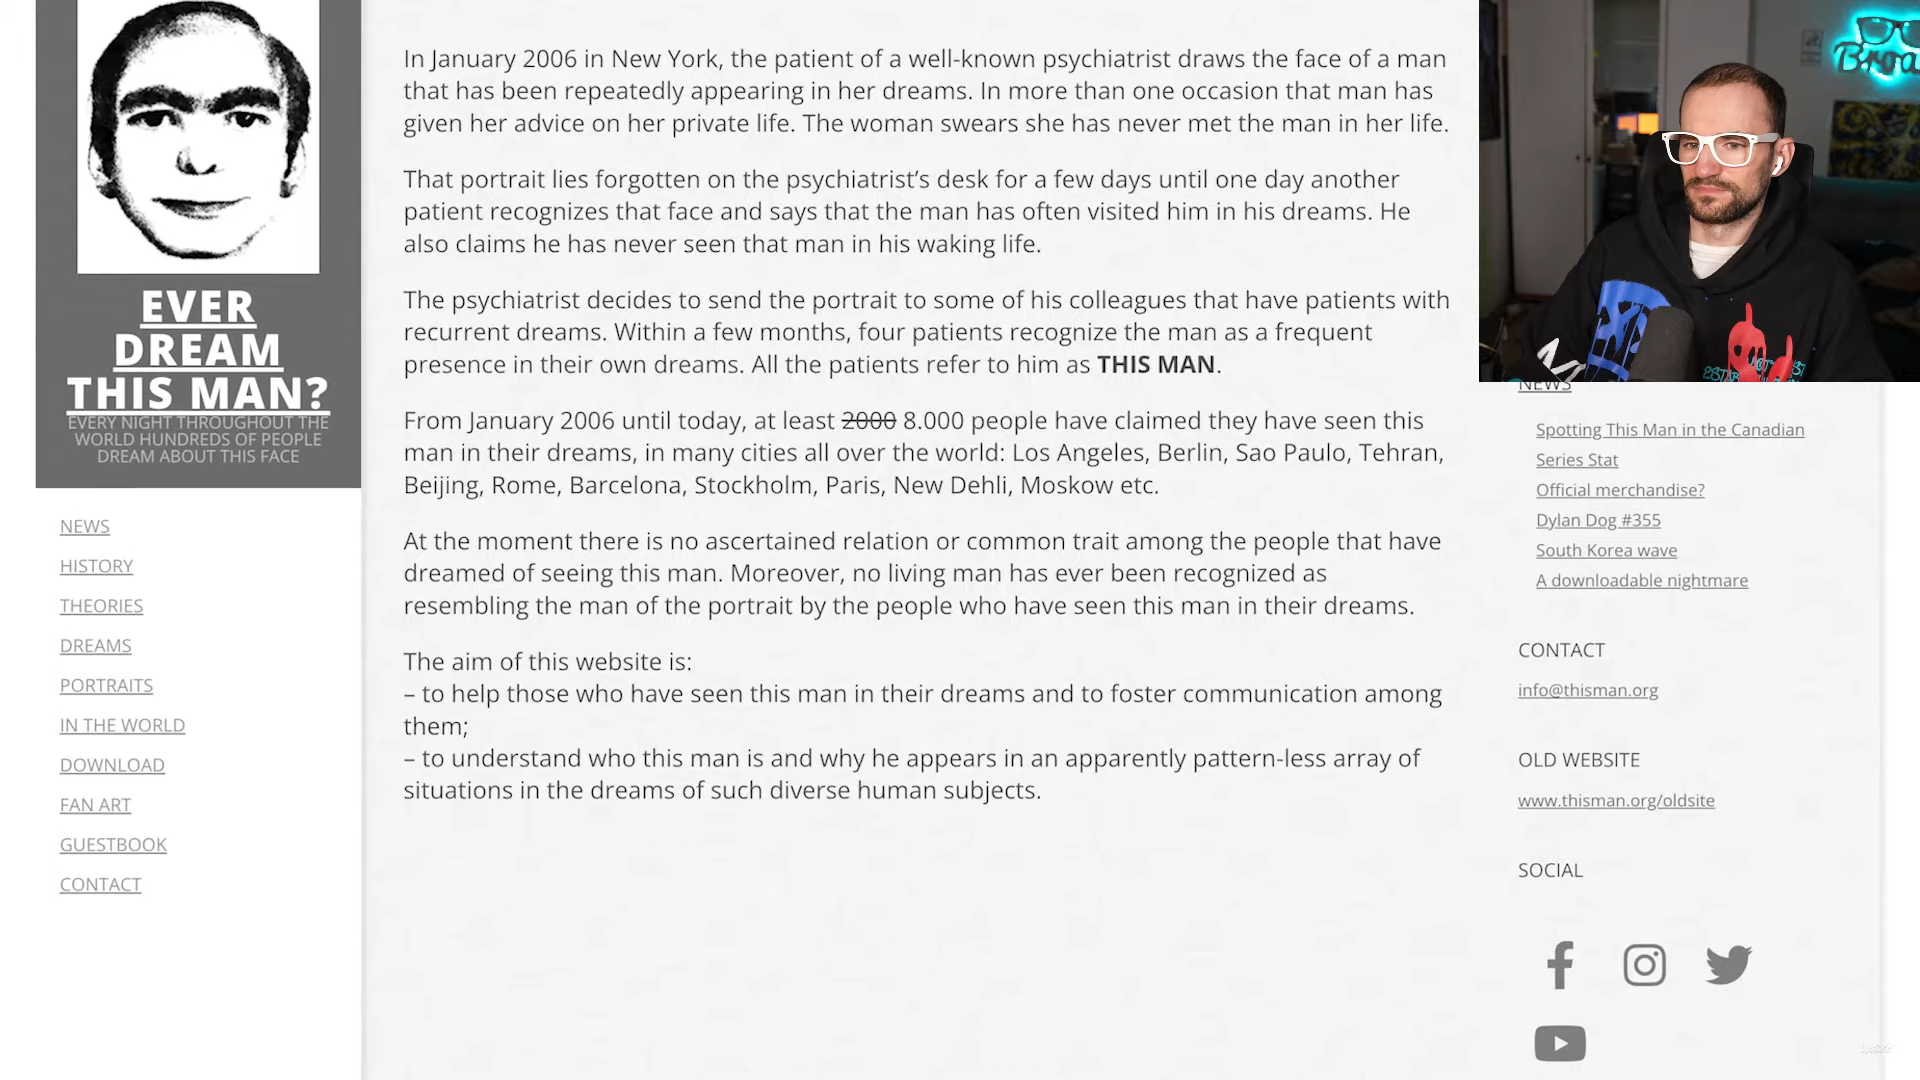 EVER
DREAM
THIS MAN?
EVERY NIGHT THROUGHOUT THE
WORLD HUNDREDS OF PEOPLE
DREAM ABOUT THIS FACE
NEWS
HISTORY
THEORIES
DREAMS
PORTRAITS
IN THE WORLD
DOWNLOAD
FAN ART
GUESTBOOK
CONTACT
In January 2006 in New York, the patient of a well-known psychiatrist draws the face of a man
that has been repeatedly appearing in her dreams. In more than one occasion that man has
given her advice on her private life. The woman swears she has never met the man in her life.
That portrait lies forgotten on the psychiatrist’s desk for a few days until one day another
patient recognizes that face and says that the man has often visited him in his dreams. He
also claims he has never seen that man in his waking life.
The psychiatrist decides to send the portrait to some of his colleagues that have patients with
recurrent dreams. Within a few months, four patients recognize the man as a frequent
presence in their own dreams. All the patients refer to him as THIS MAN.
From January 2006 until today, at least 2000 8.000 people have claimed they have seen this
man in their dreams, in many cities all over the world: Los Angeles, Berlin, Sao Paulo, Tehran,
Beijing, Rome, Barcelona, Stockholm, Paris, New Dehli, Moskow etc.
At the moment there is no ascertained relation or common trait among the people that have
dreamed of seeing this man. Moreover, no living man has ever been recognized as
resembling the man of the portrait by the people who have seen this man in their dreams.
The aim of this website is:
– to help those who have seen this man in their dreams and to foster communication among
them;
– to understand who this man is and why he appears in an apparently pattern-less array of
situations in the dreams of such diverse human subjects.
NEWS
Spotting This Man in the Canadian
Series Stat
Official merchandise?
Dylan Dog #355
South Korea wave
A downloadable nightmare
CONTACT
info@thisman.org
OLD WEBSITE
www.thisman.org/oldsite
SOCIAL